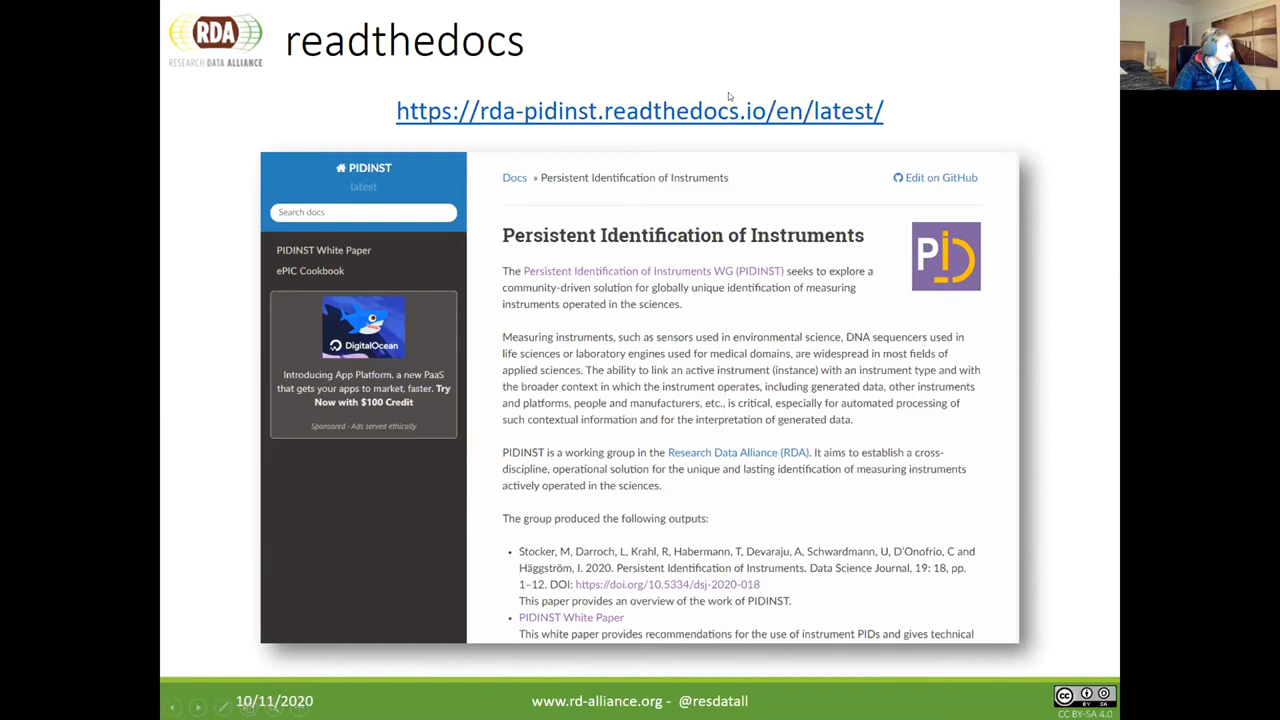 RDA
RESEARCH DATA ALLIANCE
readthedocs
https://rda-pidinst.readthedocs.io/en/latest/
PIDINST
latest
Search docs
PIDINST White Paper
ePIC Cookbook
DigitalOcean
Introducing App Platform, a new PaaS
that gets your apps to market, faster. Try
Now with $100 Credit
Sponsored - Ads served ethically
Docs » Persistent Identification of Instruments
Edit on GitHub
Persistent Identification of Instruments
PID
The Persistent Identification of Instruments WG (PIDINST) seeks to explore a
community-driven solution for globally unique identification of measuring
instruments operated in the sciences.
Measuring instruments, such as sensors used in environmental science, DNA sequencers used in
life sciences or laboratory engines used for medical domains, are widespread in most fields of
applied sciences. The ability to link an active instrument (instance) with an instrument type and with
the broader context in which the instrument operates, including generated data, other instruments
and platforms, people and manufacturers, etc., is critical, especially for automated processing of
such contextual information and for the interpretation of generated data.
PIDINST is a working group in the Research Data Alliance (RDA). It aims to establish a cross-
discipline, operational solution for the unique and lasting identification of measuring instruments
actively operated in the sciences.
The group produced the following outputs:
• Stocker, M, Darroch, L, Krahl, R, Habermann, T, Devaraju, A, Schwardmann, U, D'Onofrio, C and
Häggström, I. 2020. Persistent Identification of Instruments. Data Science Journal, 19: 18, pp.
1–12. DOI: https://doi.org/10.5334/dsj-2020-018
This paper provides an overview of the work of PIDINST.
• PIDINST White Paper
This white paper provides recommendations for the use of instrument PIDs and gives technical
10/11/2020
www.rd-alliance.org - @resdatall
cc
BY SA
CC BY-SA 4.0